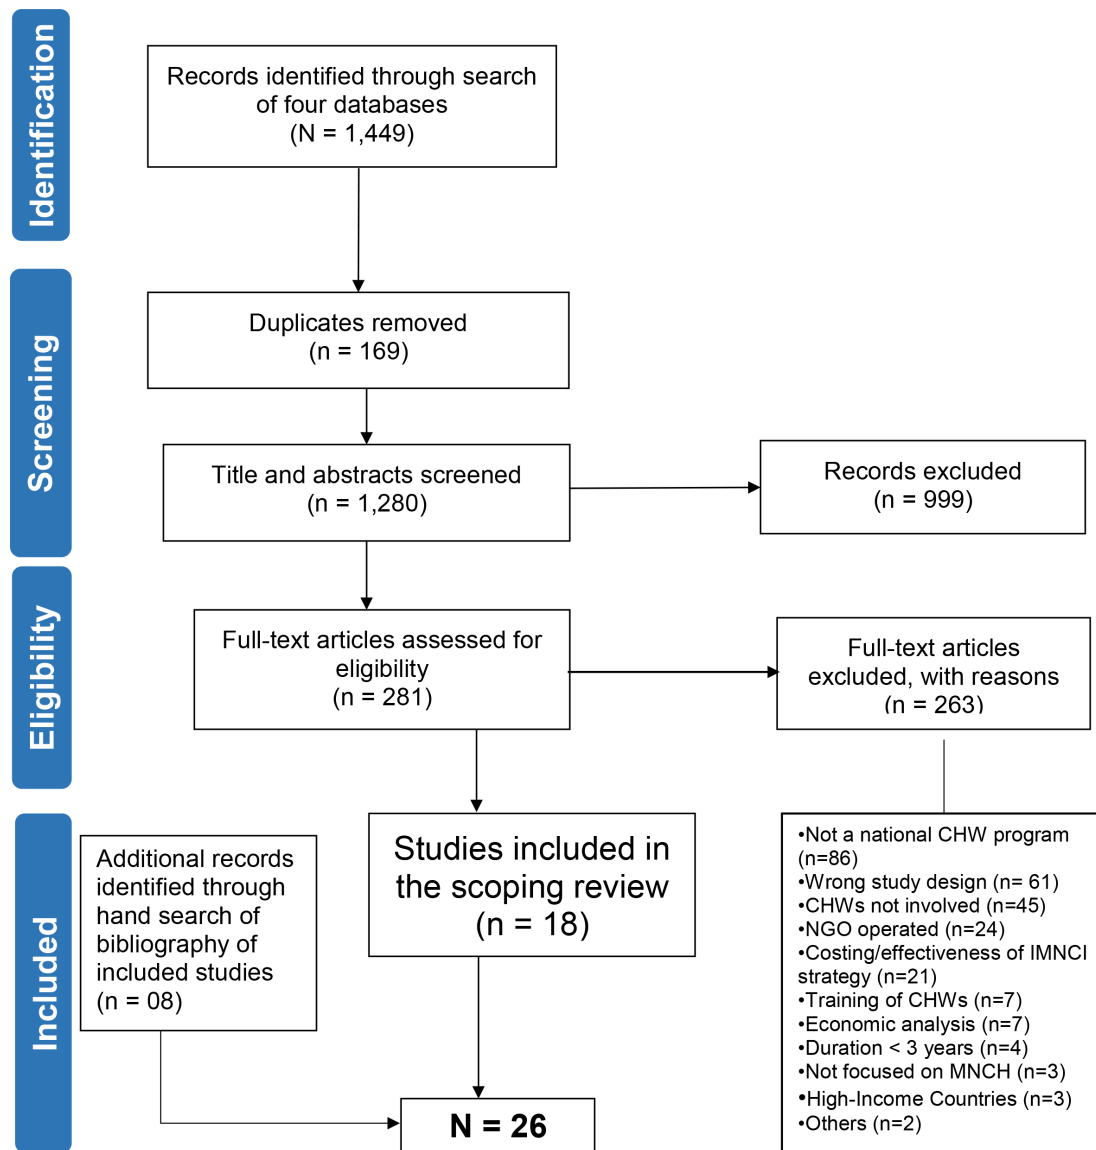 Identification
Records identified through search
of four databases
(N = 1,449)
Screening
Duplicates removed
(n = 169)
Title and abstracts screened
(n = 1,280)
Records excluded
(n = 999)
Eligibility
Full-text articles assessed for
eligibility
(n = 281)
Full-text articles
excluded, with reasons
(n = 263)
Included
Additional records
identified through
hand search of
bibliography of
included studies
(n = 08)
Studies included in
the scoping review
(n = 18)
•Not a national CHW program
(n=86)
•Wrong study design (n= 61)
•CHWs not involved (n=45)
•NGO operated (n=24)
•Costing/effectiveness of IMNCI
strategy (n=21)
•Training of CHWs (n=7)
•Economic analysis (n=7)
•Duration < 3 years (n=4)
•Not focused on MNCH (n=3)
•High-Income Countries (n=3)
•Others (n=2)
N = 26